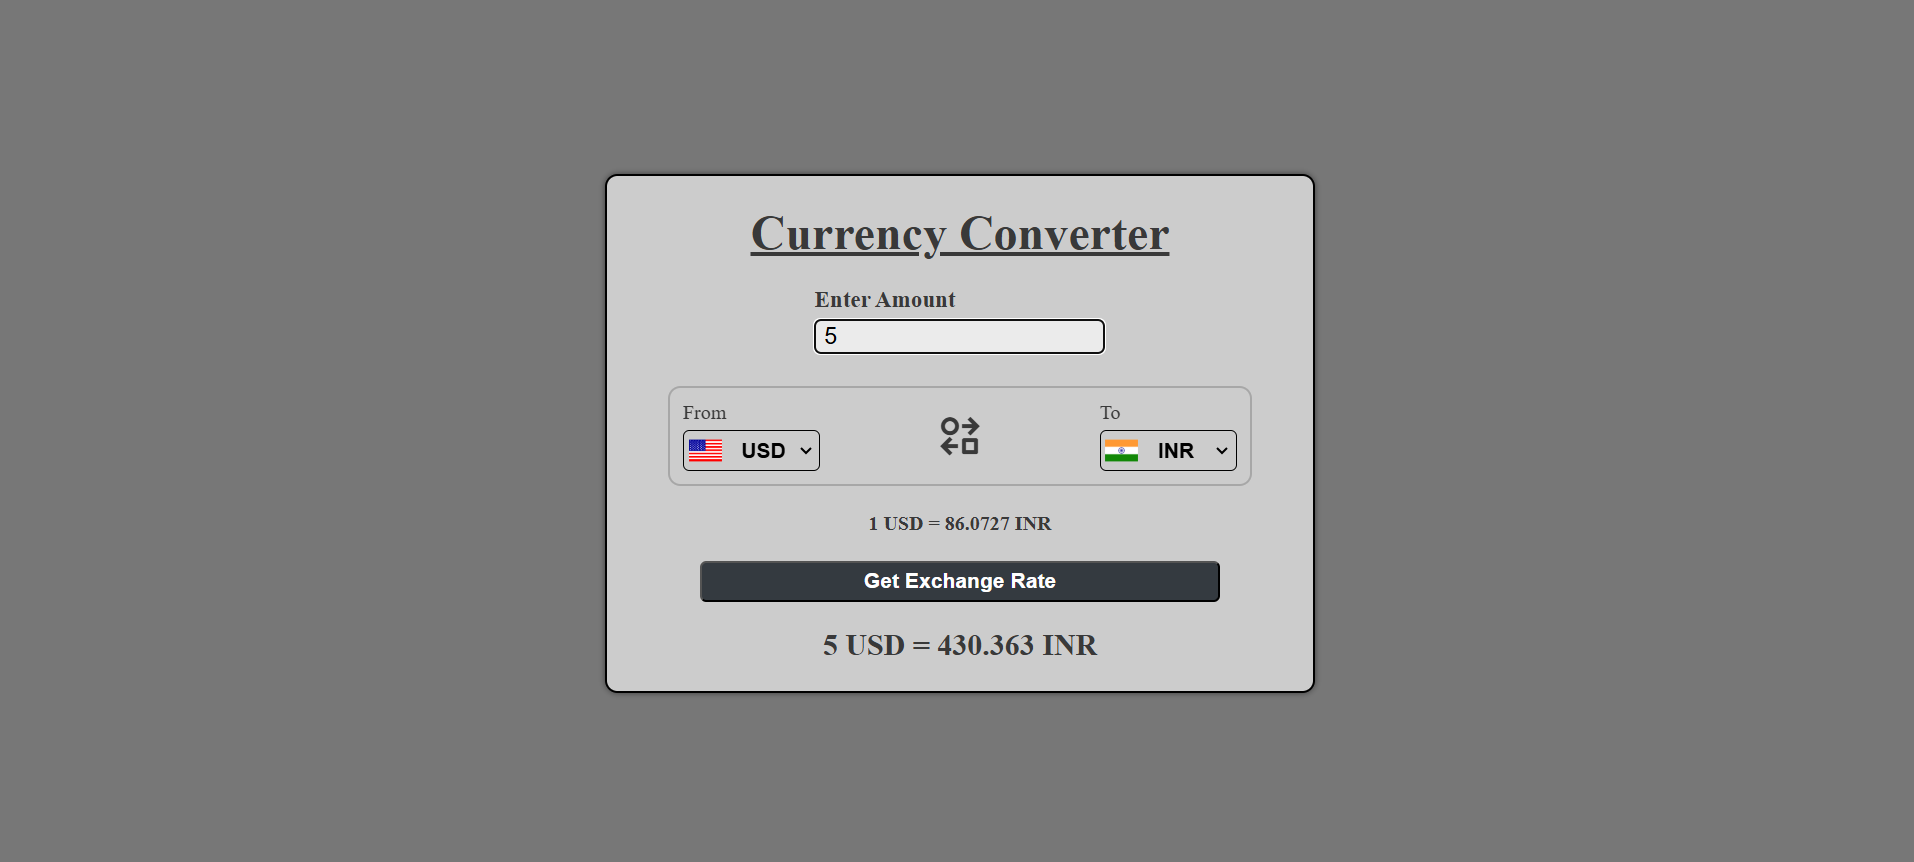 Currency Converter
Enter Amount
5
From
To
USD
INR
1 USD = 86.0727 INR
Get Exchange Rate
5 USD = 430.363 INR